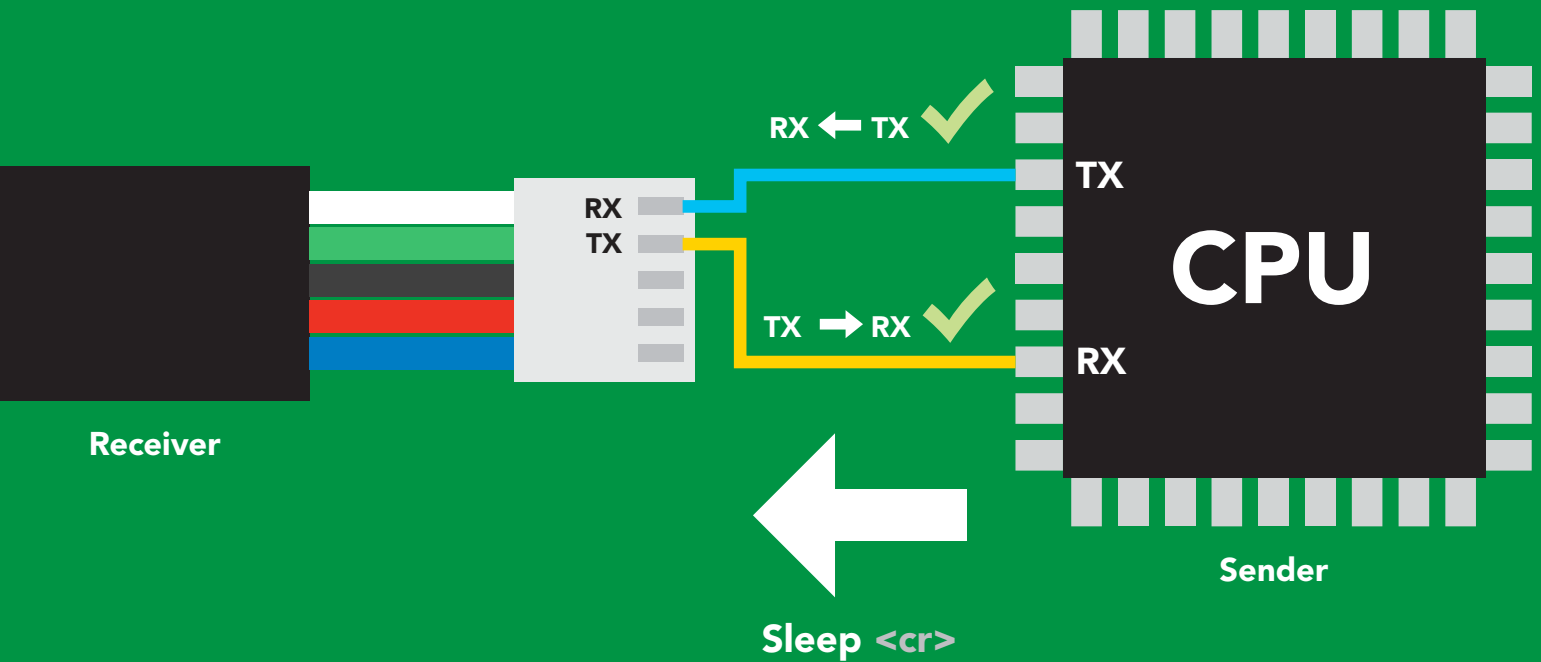 RX ← TX
TX
RX
TX
CPU
TX → RX
RX
Receiver
Sender
Sleep <cr>